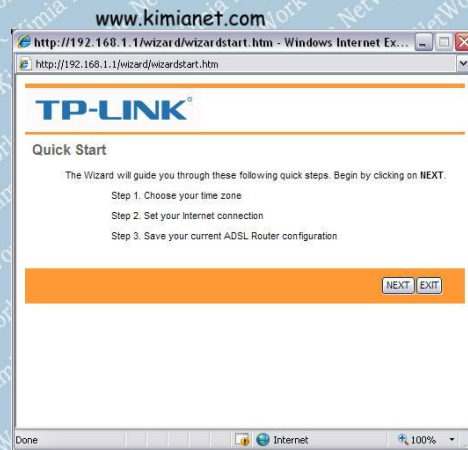 www.kimianet.com
http://192.168.1.1/wizard/wizardstart.htm - Windows Internet Ex...
http://192.168.1.1/wizard/wizardstart.htm
TP-LINK®
Quick Start
The Wizard will guide you through these following quick steps. Begin by clicking on NEXT.
Step 1. Choose your time zone
Step 2. Set your Internet connection
Step 3. Save your current ADSL Router configuration
NEXT EXIT
Done Internet 100%